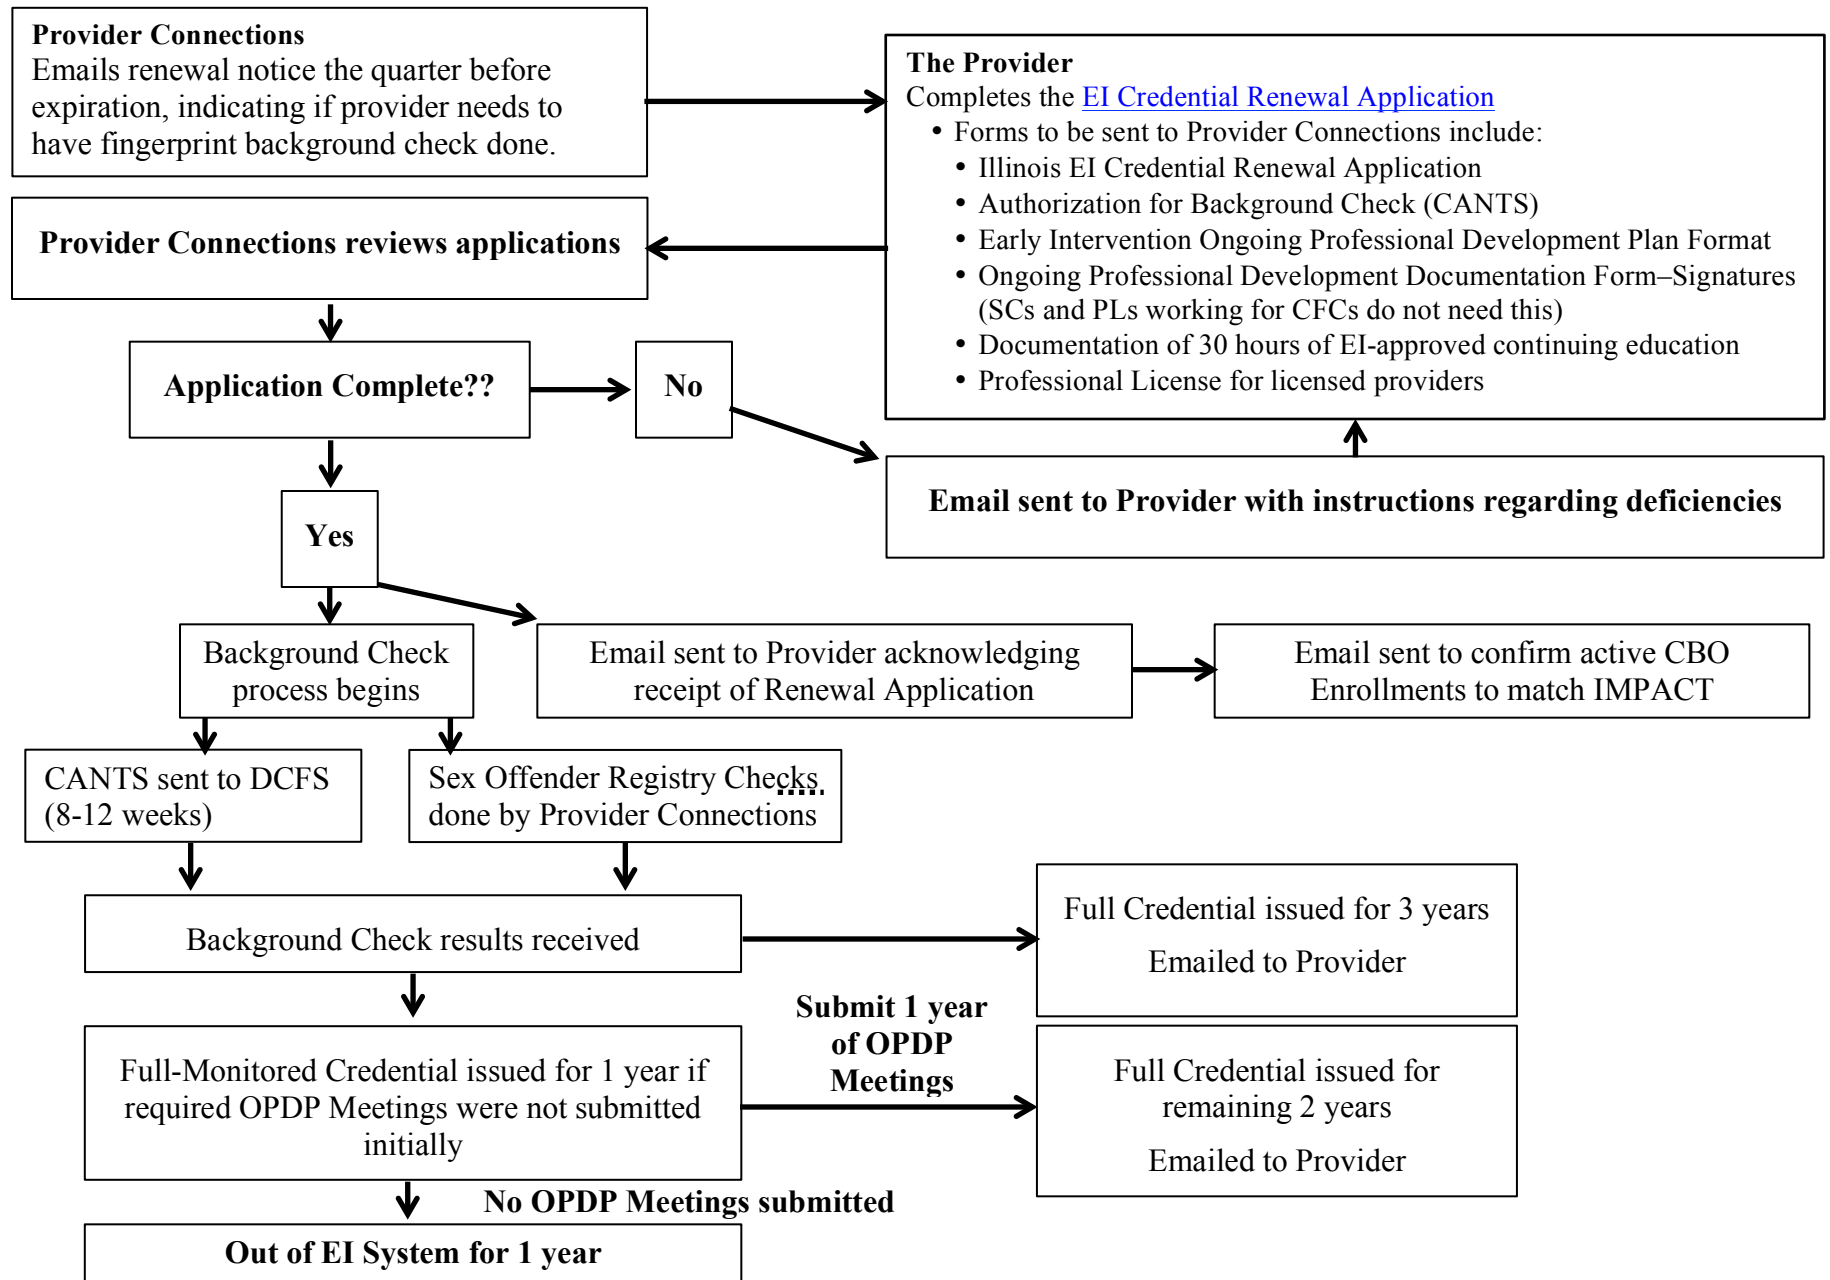 Provider Connections
Emails renewal notice the quarter before
expiration, indicating if provider needs to
have fingerprint background check done.
The Provider
Completes the EI Credential Renewal Application
• Forms to be sent to Provider Connections include:
• Illinois EI Credential Renewal Application
• Authorization for Background Check (CANTS)
• Early Intervention Ongoing Professional Development Plan Format
• Ongoing Professional Development Documentation Form–Signatures
(SCs and PLs working for CFCs do not need this)
• Documentation of 30 hours of EI-approved continuing education
• Professional License for licensed providers
Provider Connections reviews applications
Application Complete??
No
Email sent to Provider with instructions regarding deficiencies
Yes
Background Check
process begins
Email sent to Provider acknowledging
receipt of Renewal Application
Email sent to confirm active CBO
Enrollments to match IMPACT
CANTS sent to DCFS
(8-12 weeks)
Sex Offender Registry Checks
done by Provider Connections
Background Check results received
Full Credential issued for 3 years
Emailed to Provider
Submit 1 year
of OPDP
Meetings
Full-Monitored Credential issued for 1 year if
required OPDP Meetings were not submitted
initially
Full Credential issued for
remaining 2 years
Emailed to Provider
No OPDP Meetings submitted
Out of EI System for 1 year